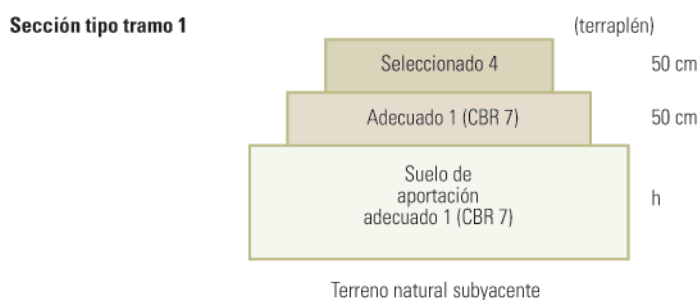 Sección tipo tramo 1
(terraplén)
Seleccionado 4
50 cm
Adecuado 1 (CBR 7)
50 cm
Suelo de
aportación
adecuado 1 (CBR 7)
h
Terreno natural subyacente